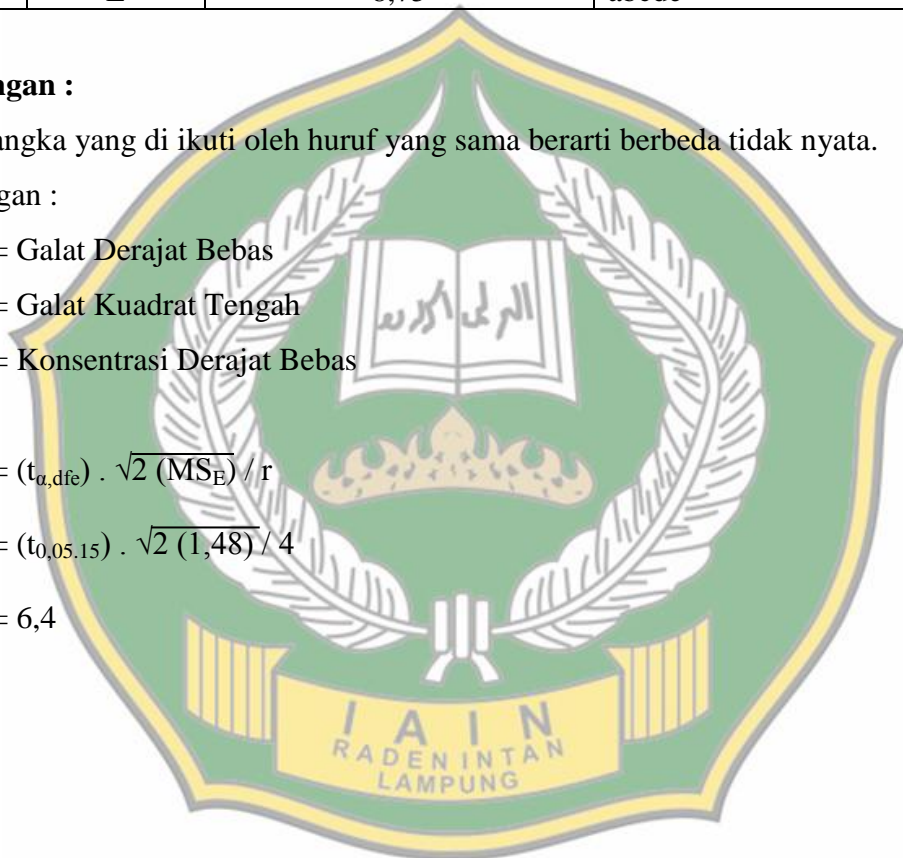 abcde
ngan :
angka yang di ikuti oleh huruf yang sama berarti berbeda tidak nyata.
gan :
= Galat Derajat Bebas
= Galat Kuadrat Tengah
= Konsentrasi Derajat Bebas
= (tα,dfe) . √2 (MSE) / r
= (t0,05.15) . √2 (1,48) / 4
= 6,4
I A I N
RADEN INTAN
LAMPUNG